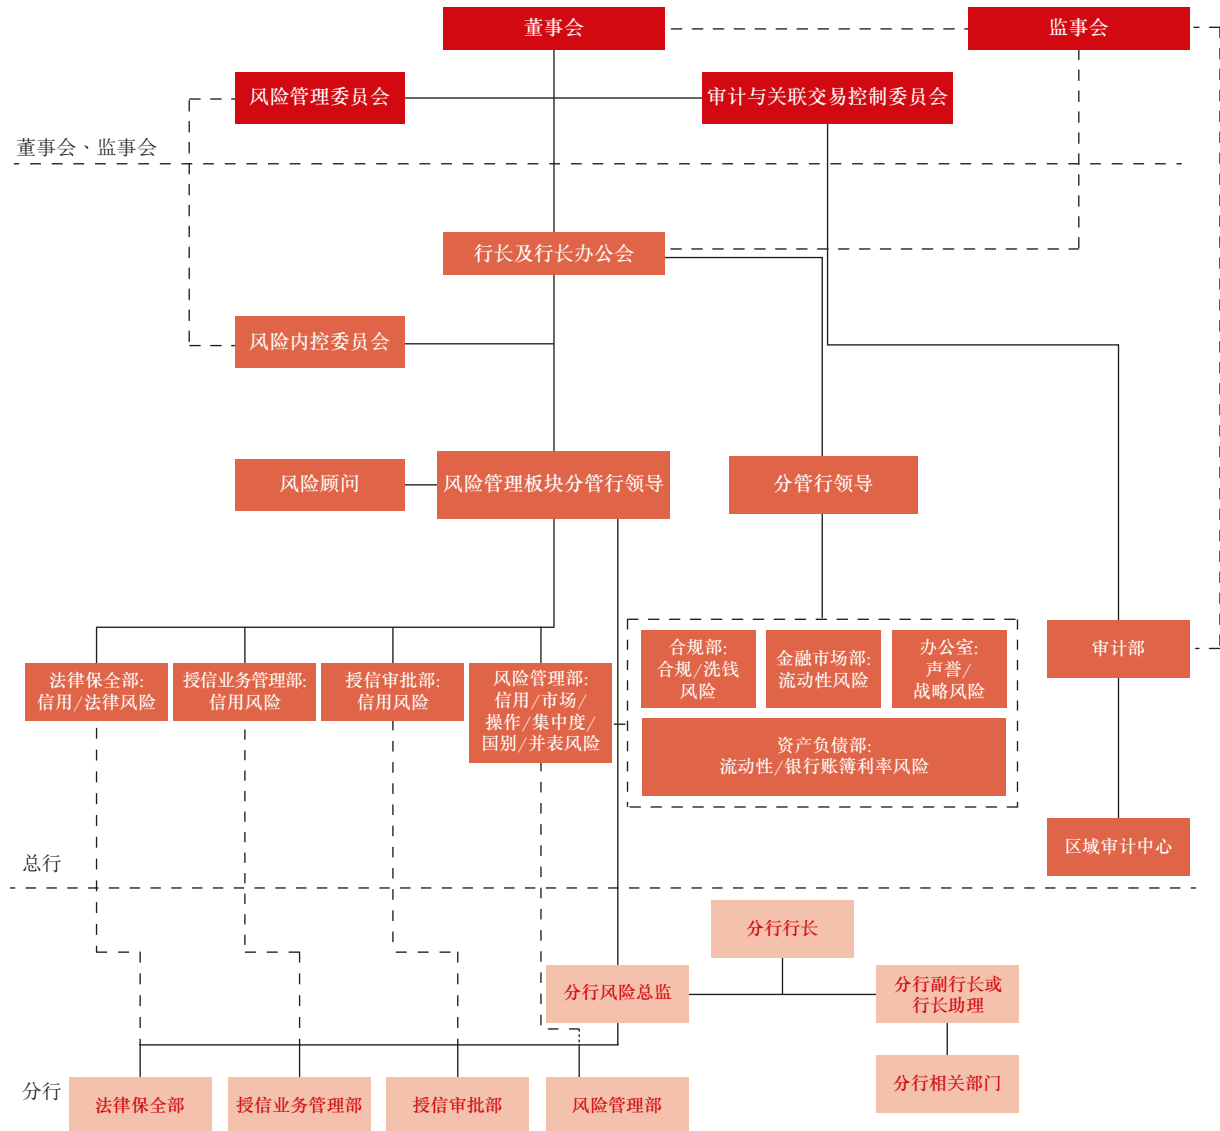 董事会
监事会
风险管理委员会
审计与关联交易控制委员会
董事会、监事会
行长及行长办公会
风险内控委员会
风险顾问
风险管理板块分管行领导
分管行领导
法律保全部:
信用/法律风险
授信业务管理部:
信用风险
授信审批部:
信用风险
风险管理部:
信用/市场/
操作/集中度/
国别/并表风险
合规部:
合规/洗钱
风险
金融市场部:
流动性风险
办公室:
声誉/
战略风险
资产负债部:
流动性/银行账簿利率风险
审计部
区域审计中心
总行
分行行长
分行风险总监
分行副行长或
行长助理
分行相关部门
分行
法律保全部
授信业务管理部
授信审批部
风险管理部